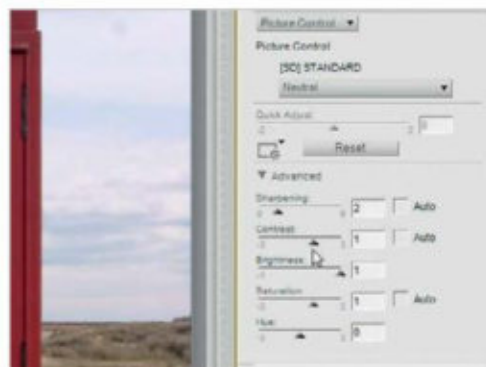 Picture Control
Picture Control
[SD] STANDARD
Neutral
Quick Adjust:
Reset
Advanced
Sharpening:
2
Auto
Contrast:
1
Auto
Brightness:
1
Saturation
1
Auto
Hue:
0